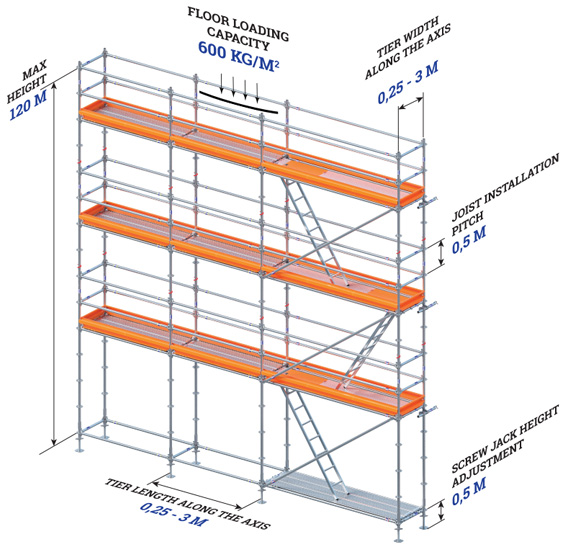 FLOOR LOADING
CAPACITY
600 KG/M²
TIER WIDTH
ALONG THE AXIS
0,25 - 3 M
MAX
HEIGHT
120 M
JOIST INSTALLATION
PITCH
0,5 M
SCREW JACK HEIGHT
ADJUSTMENT
0,5 M
TIER LENGTH ALONG THE AXIS
0,25 - 3 M